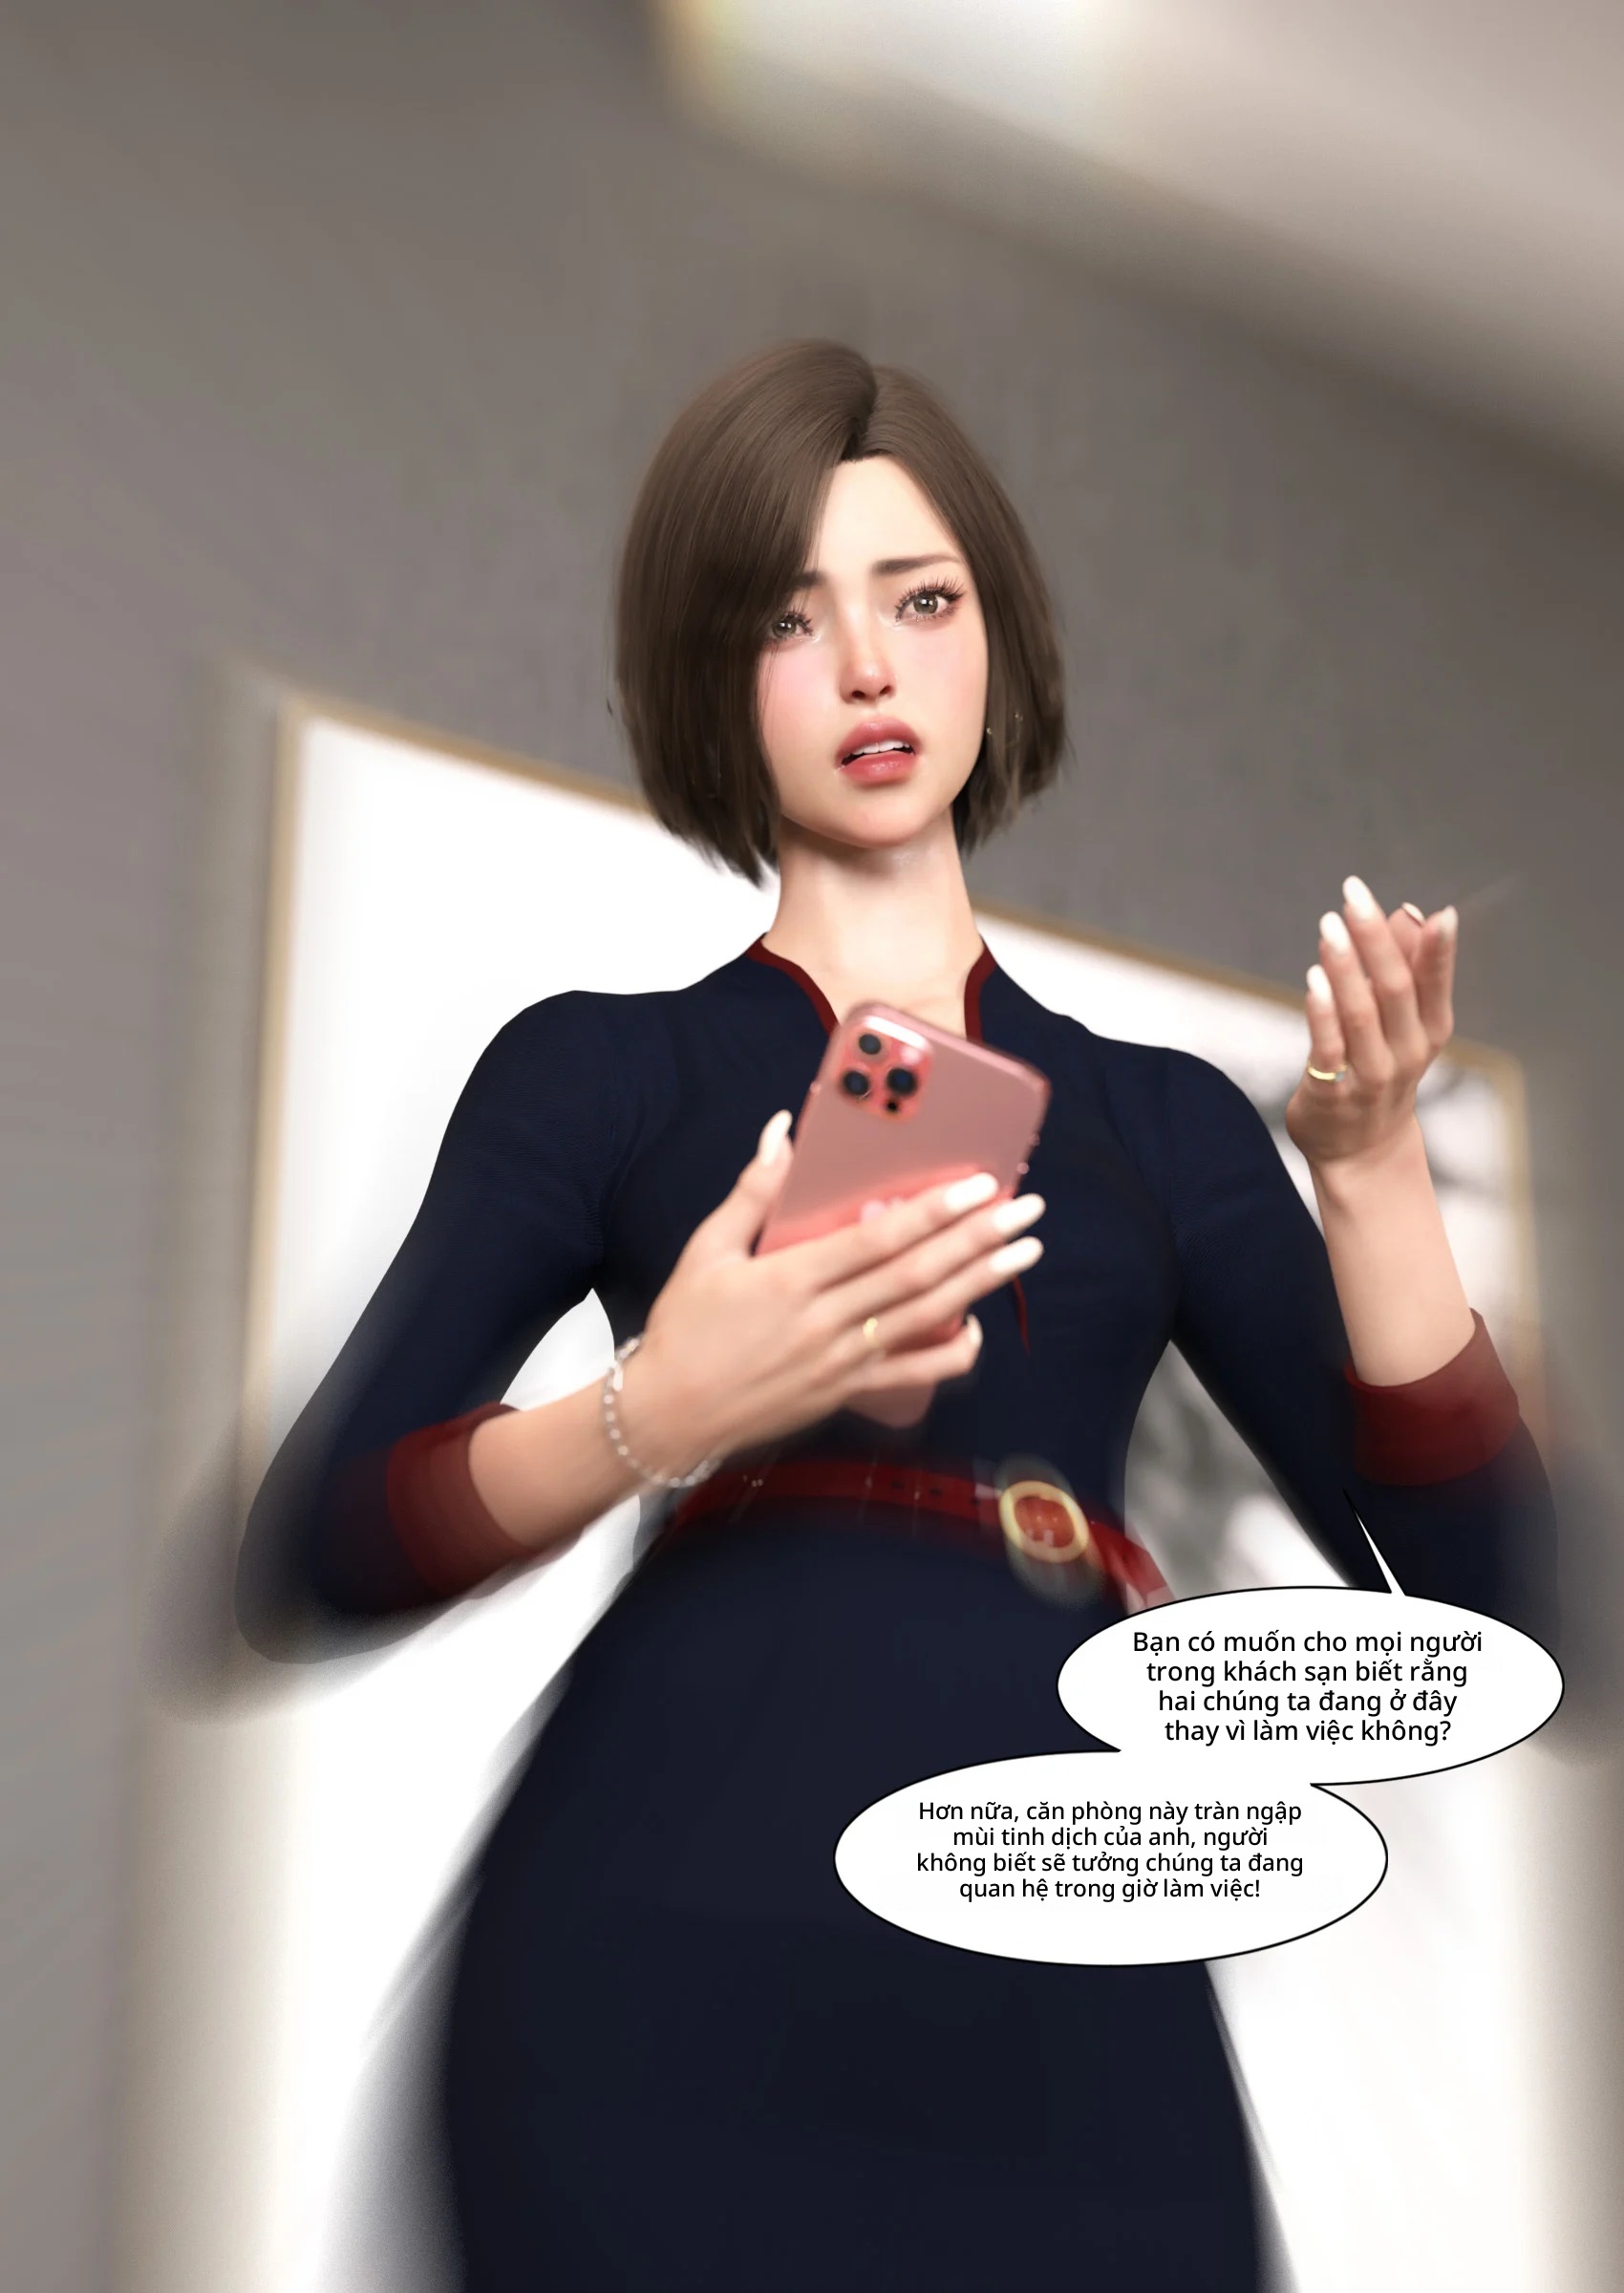 Bạn có muốn cho mọi người
trong khách sạn biết rằng
hai chúng ta đang ở đây
thay vì làm việc không?
Hơn nữa, căn phòng này tràn ngập
mùi tinh dịch của anh, người
không biết sẽ tưởng chúng ta đang
quan hệ trong giờ làm việc!